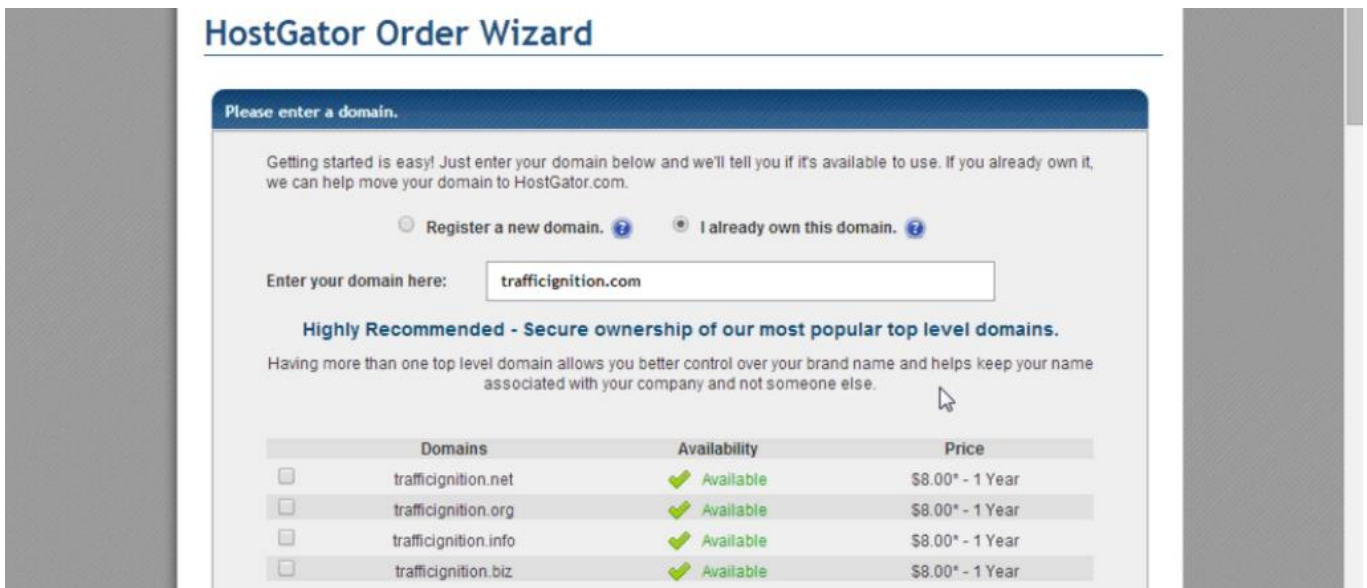 HostGator Order Wizard
Please enter a domain.
Getting started is easy! Just enter your domain below and we'll tell you if it's available to use. If you already own it,
we can help move your domain to HostGator.com.
Register a new domain. ? I already own this domain. ?
Enter your domain here: trafficignition.com
Highly Recommended - Secure ownership of our most popular top level domains.
Having more than one top level domain allows you better control over your brand name and helps keep your name
associated with your company and not someone else.
Domains Availability Price
trafficignition.net Available $8.00* - 1 Year
trafficignition.org Available $8.00* - 1 Year
trafficignition.info Available $8.00* - 1 Year
trafficignition.biz Available $8.00* - 1 Year